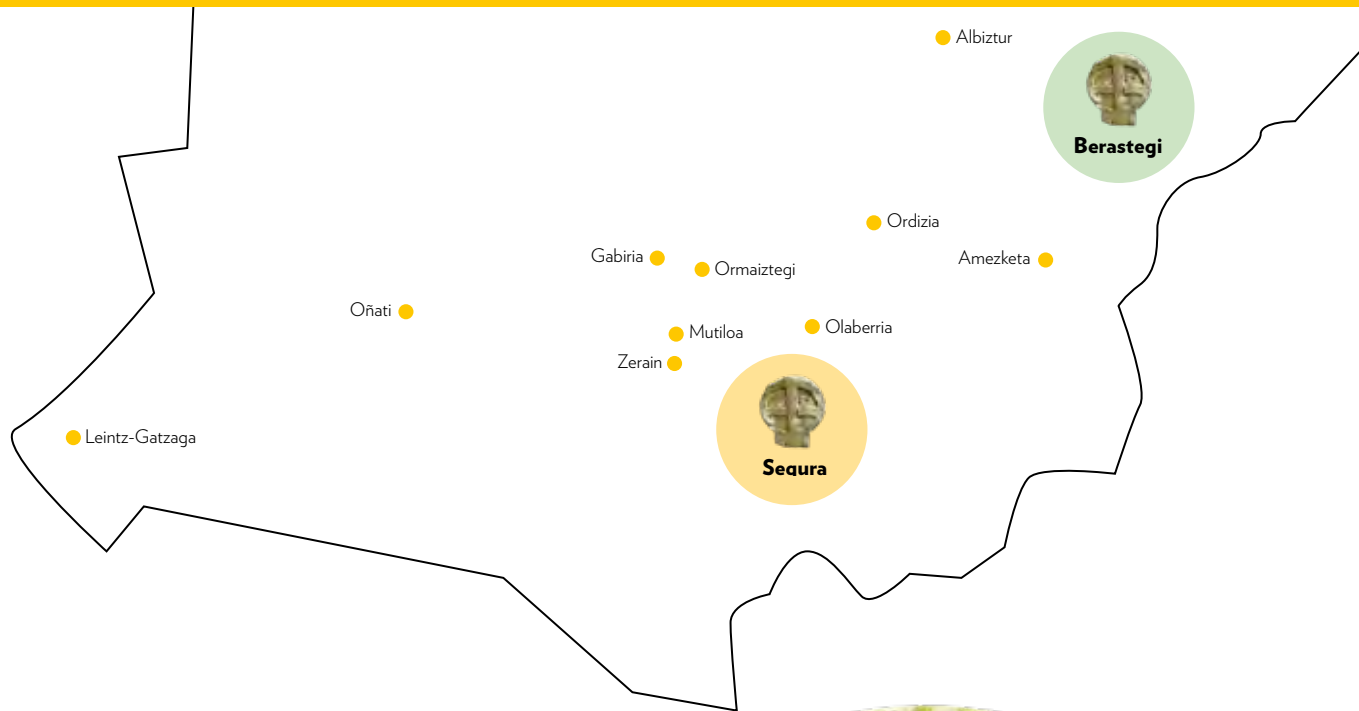 Albiztur
Berastegi
Ordizia
Gabiria
Amezketa
Ormaiztegi
Oñati
Olaberria
Mutiloa
Zerain
Leintz-Gatzaga
Segura